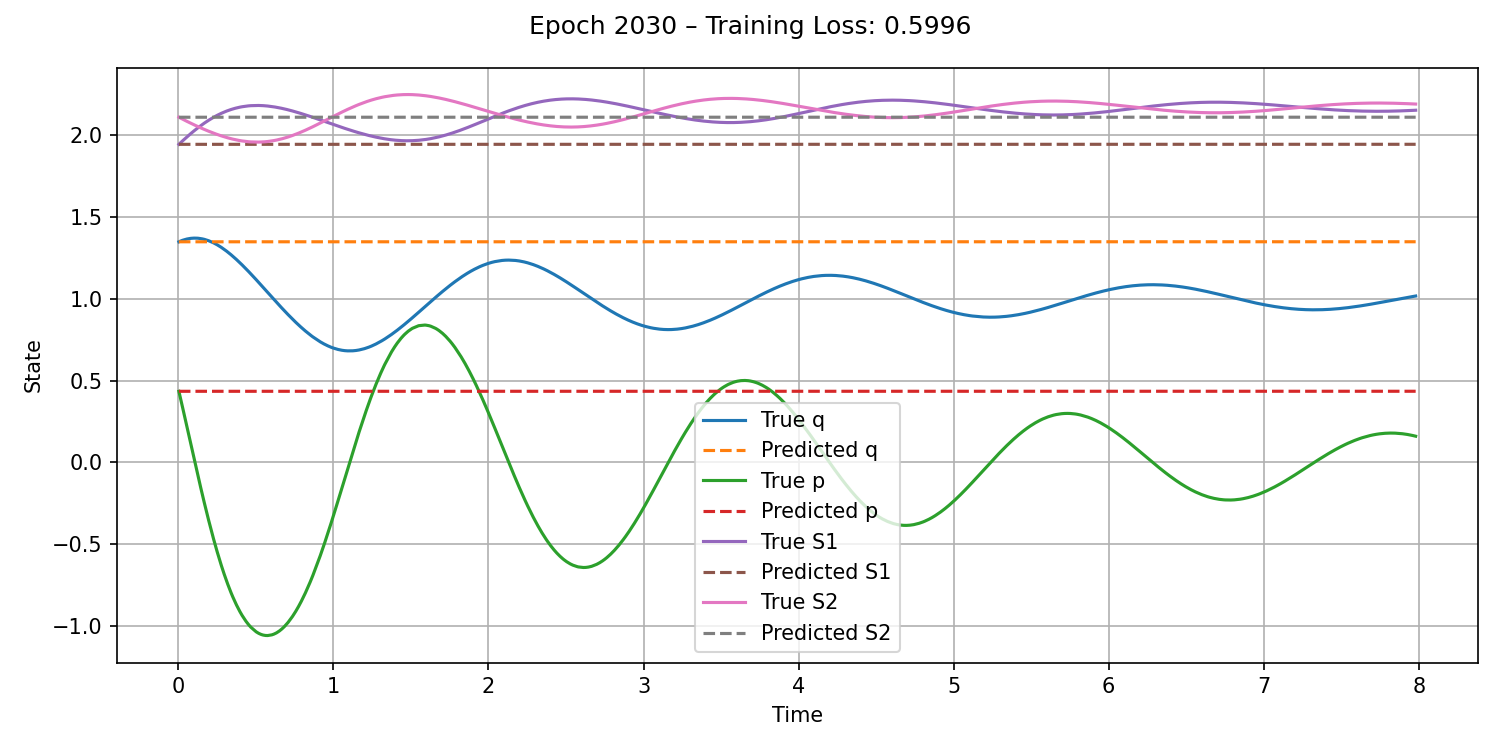 Epoch 2030 – Training Loss: 0.5996
State
2.0
1.5
1.0
0.5
0.0
−0.5
−1.0
True q
Predicted q
True p
Predicted p
True S1
Predicted S1
True S2
Predicted S2
0 1 2 3 4 5 6 7 8
Time